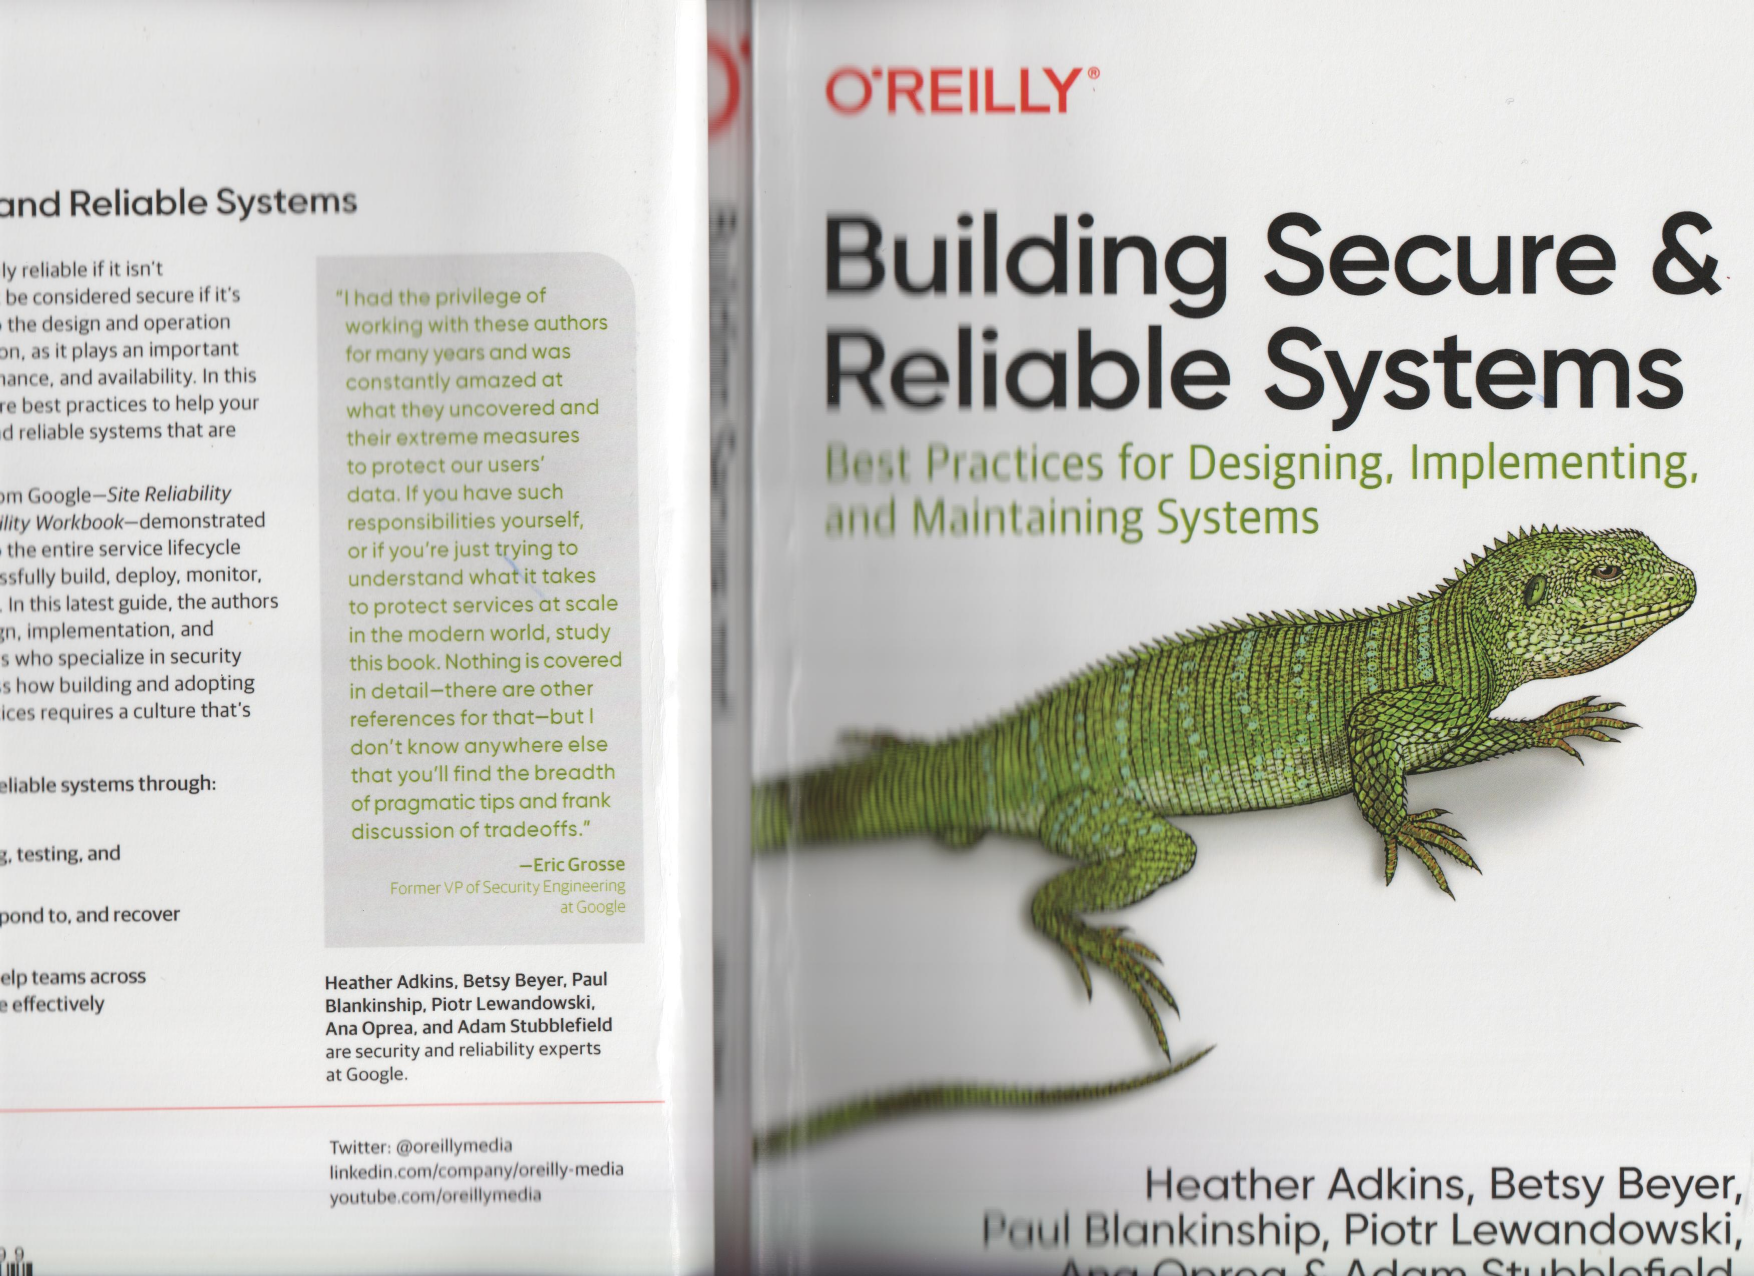 and Reliable Systems
ly reliable if it isn't
be considered secure if it's
the design and operation
on, as it plays an important
nance, and availability. In this
re best practices to help your
d reliable systems that are
om Google—Site Reliability
ility Workbook—demonstrated
the entire service lifecycle
ssfully build, deploy, monitor,
. In this latest guide, the authors
gn, implementation, and
s who specialize in security
s how building and adopting
ices requires a culture that's
eliable systems through:
g, testing, and
pond to, and recover
elp teams across
e effectively
"I had the privilege of
working with these authors
for many years and was
constantly amazed at
what they uncovered and
their extreme measures
to protect our users'
data. If you have such
responsibilities yourself,
or if you're just trying to
understand what it takes
to protect services at scale
in the modern world, study
this book. Nothing is covered
in detail—there are other
references for that—but I
don't know anywhere else
that you'll find the breadth
of pragmatic tips and frank
discussion of tradeoffs."
—Eric Grosse
Former VP of Security Engineering
at Google
Heather Adkins, Betsy Beyer, Paul
Blankinship, Piotr Lewandowski,
Ana Oprea, and Adam Stubblefield
are security and reliability experts
at Google.
Twitter: @oreillymedia
linkedin.com/company/oreilly-media
youtube.com/oreillymedia
99
O'REILLY®
Building Secure &
Reliable Systems
Best Practices for Designing, Implementing,
and Maintaining Systems
Heather Adkins, Betsy Beyer,
Paul Blankinship, Piotr Lewandowski,
Ana Oprea & Adam Stubblefield